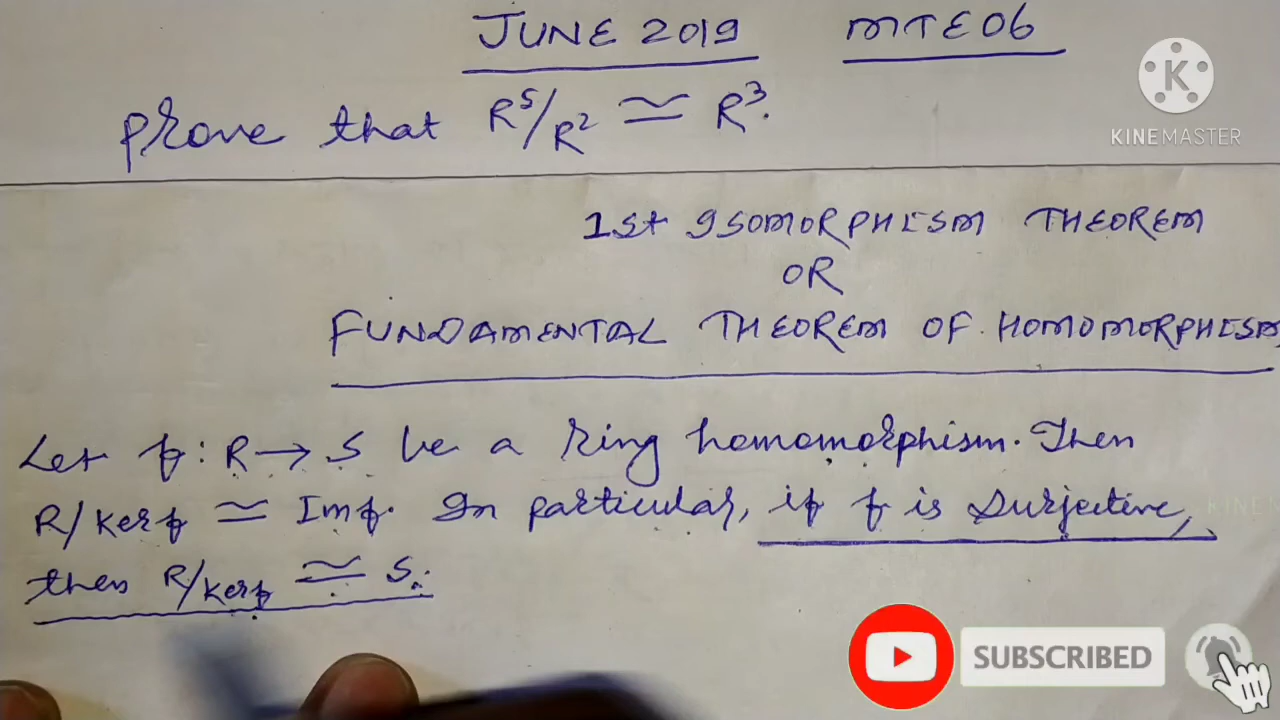 JUNE 2019 MTE06
prove that R⁵/R² ≅ R³.
K
KINEMASTER
1st ISOMORPHISM THEOREM
OR
FUNDAMENTAL THEOREM OF HOMOMORPHISM
Let f: R → S be a ring homomorphism. Then
R/Kerf ≅ Imf. In particular, if f is surjective,
then R/Kerf ≅ S.
SUBSCRIBED